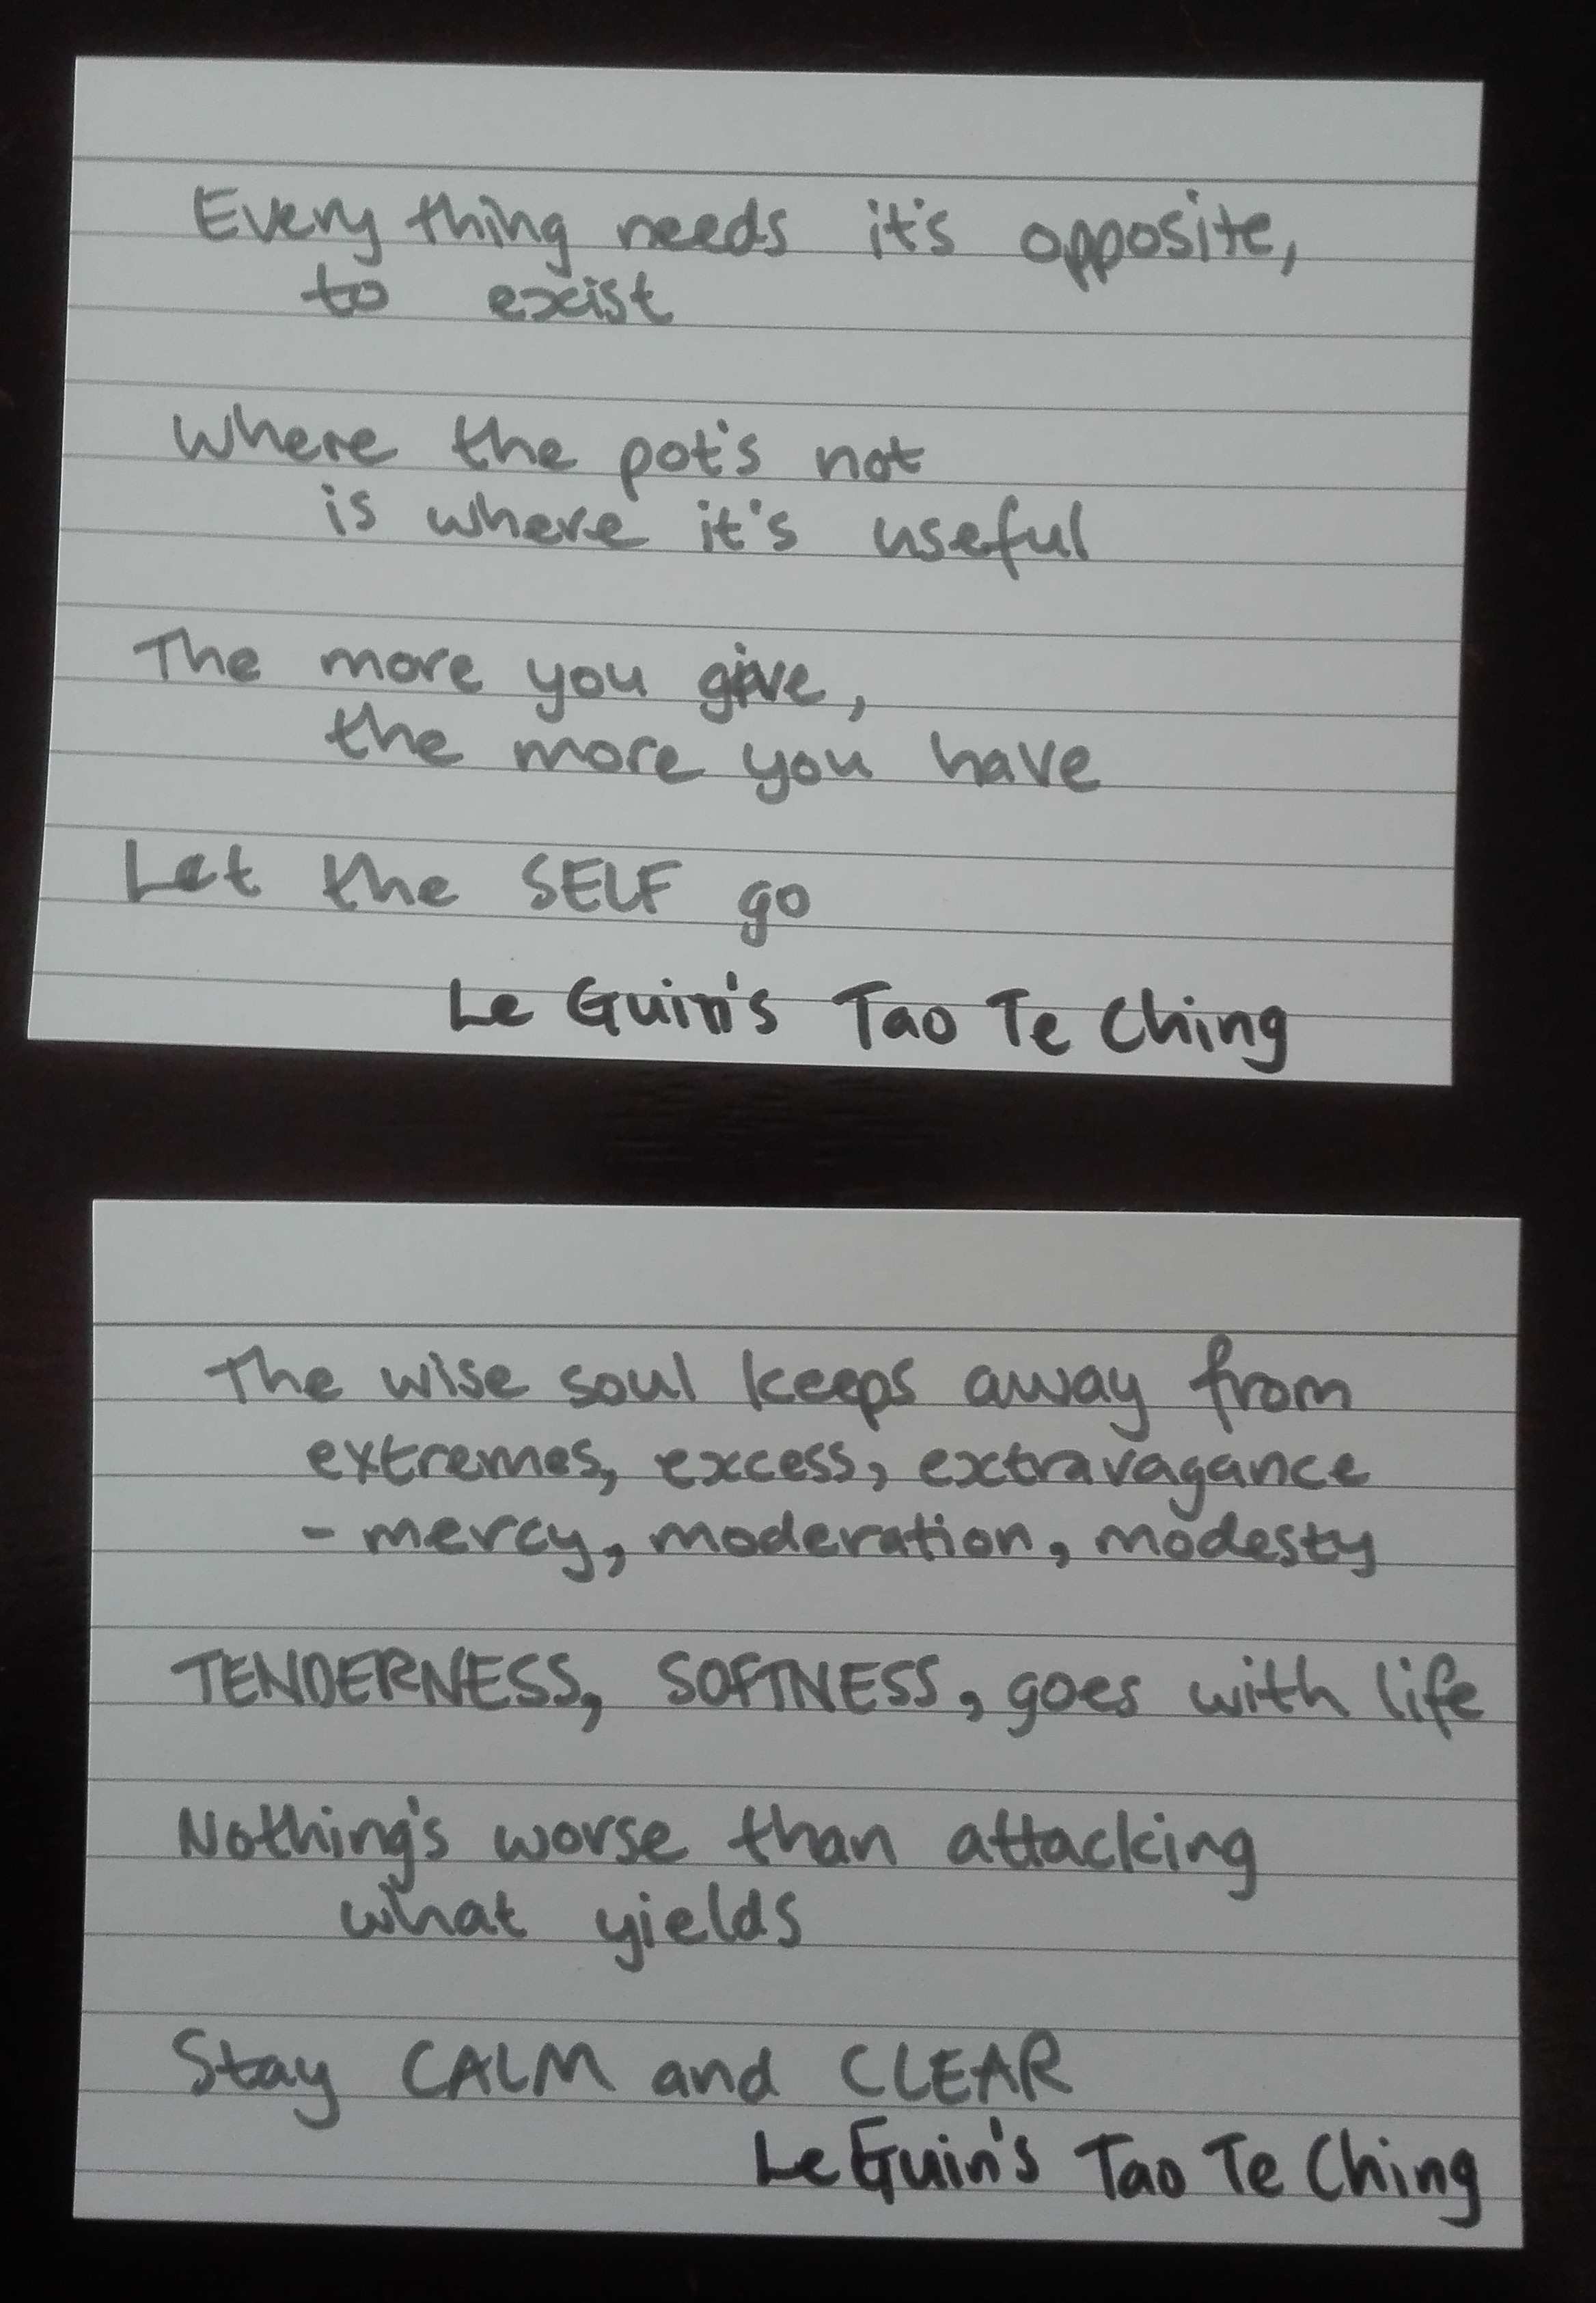 Every thing needs it's opposite,
to exist
Where the pot's not
is where it's useful
The more you give,
the more you have
Let the SELF go
Le Guin's Tao Te Ching
The wise soul keeps away from
extremes, excess, extravagance
- mercy, moderation, modesty
TENDERNESS, SOFTNESS, goes with life
Nothing's worse than attacking
what yields
Stay CALM and CLEAR
Le Guin's Tao Te Ching